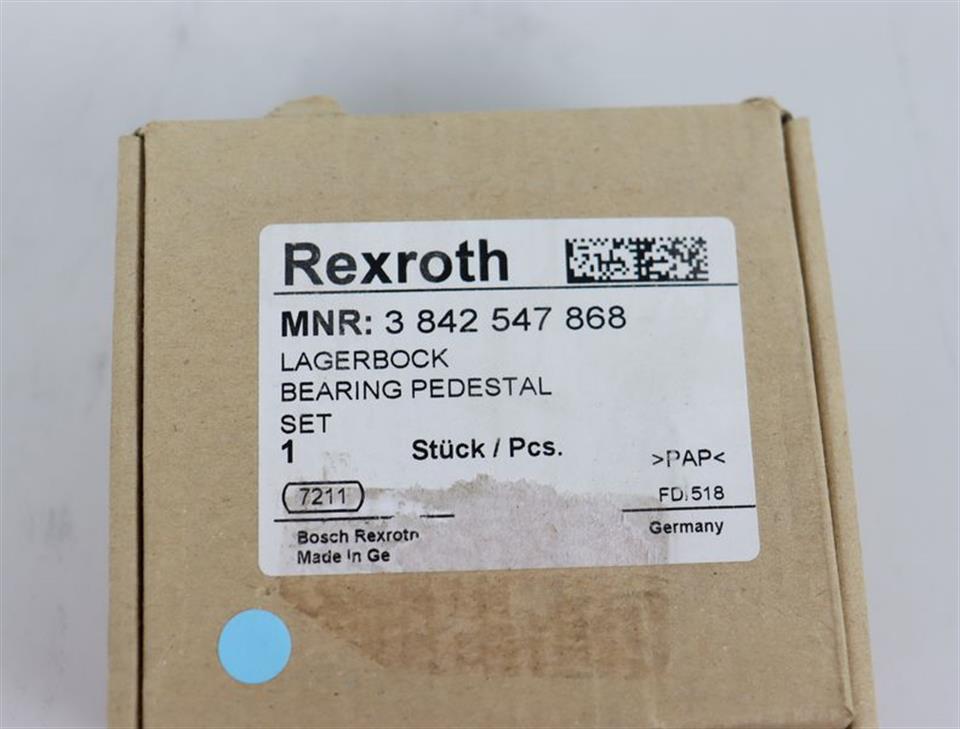 Rexroth
MNR: 3 842 547 868
LAGERBOCK
BEARING PEDESTAL
SET
1 Stück / Pcs.
>PAP<
7211
FD: 518
Bosch Rexroth
Germany
Made in Ge